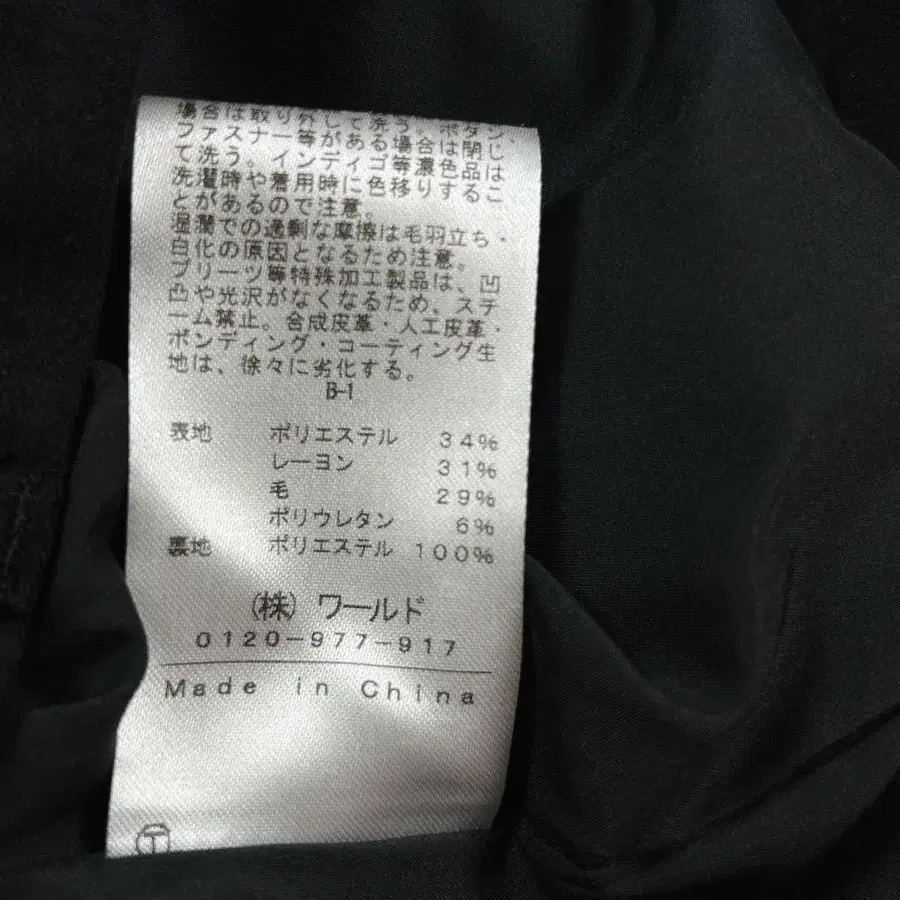 場合は取り外して洗う。ボタン、
ファスナー等がある場合は閉じ
て洗う。インディゴ等濃色品は
洗濯時や着用時に色移りするこ
とがあるので注意。
湿潤での過剰な摩擦は毛羽立ち・
白化の原因となるため注意。
プリーツ等特殊加工製品は、凹
凸や光沢がなくなるため、スチ
ーム禁止。合成皮革・人工皮革・
ボンディング・コーティング生
地は、徐々に劣化する。
B-1
表地 ポリエステル 34%
レーヨン 31%
毛 29%
ポリウレタン 6%
裏地 ポリエステル 100%
(株) ワールド
0120-977-917
Made in China
T